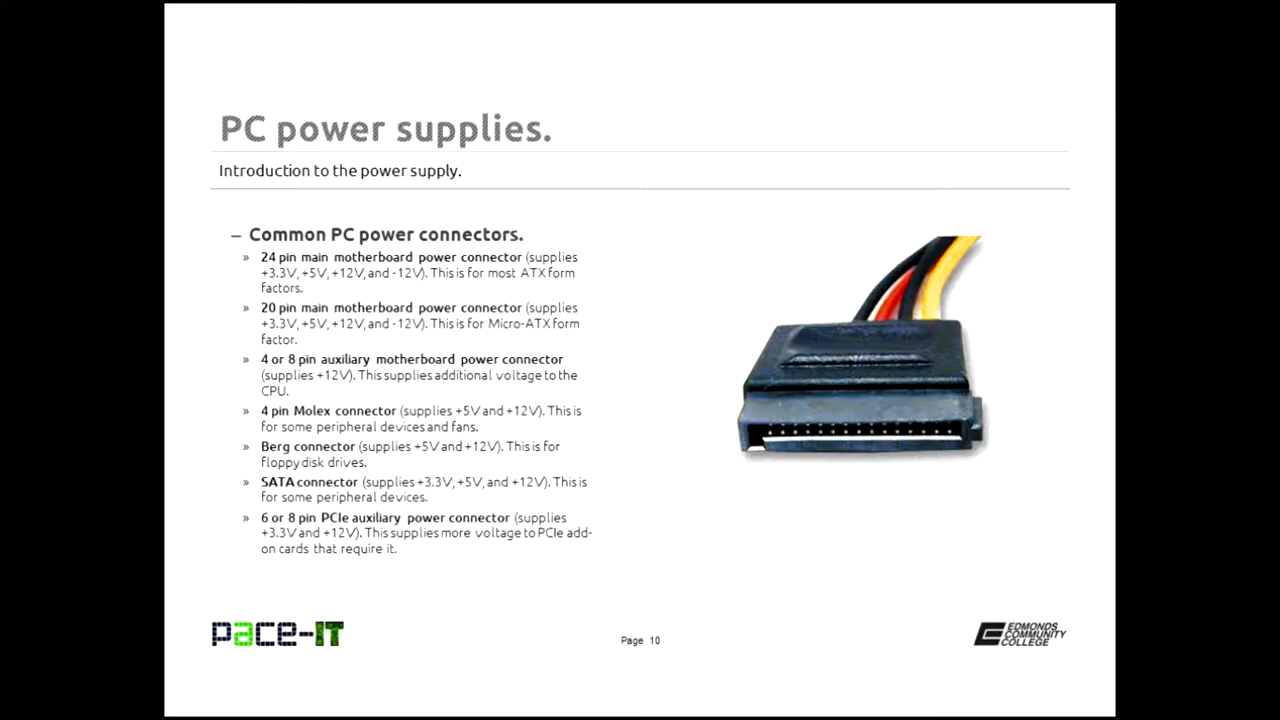 PC power supplies.
Introduction to the power supply.
– Common PC power connectors.
» 24 pin main motherboard power connector (supplies
+3.3V, +5V, +12V, and -12V). This is for most ATX form
factors.
» 20 pin main motherboard power connector (supplies
+3.3V, +5V, +12V, and -12V). This is for Micro-ATX form
factor.
» 4 or 8 pin auxiliary motherboard power connector
(supplies +12V). This supplies additional voltage to the
CPU.
» 4 pin Molex connector (supplies +5V and +12V). This is
for some peripheral devices and fans.
» Berg connector (supplies +5V and +12V). This is for
floppy disk drives.
» SATA connector (supplies +3.3V, +5V, and +12V). This is
for some peripheral devices.
» 6 or 8 pin PCIe auxiliary power connector (supplies
+3.3V and +12V). This supplies more voltage to PCIe add-
on cards that require it.
pace-IT
Page 10
EDMONDS
COMMUNITY
COLLEGE